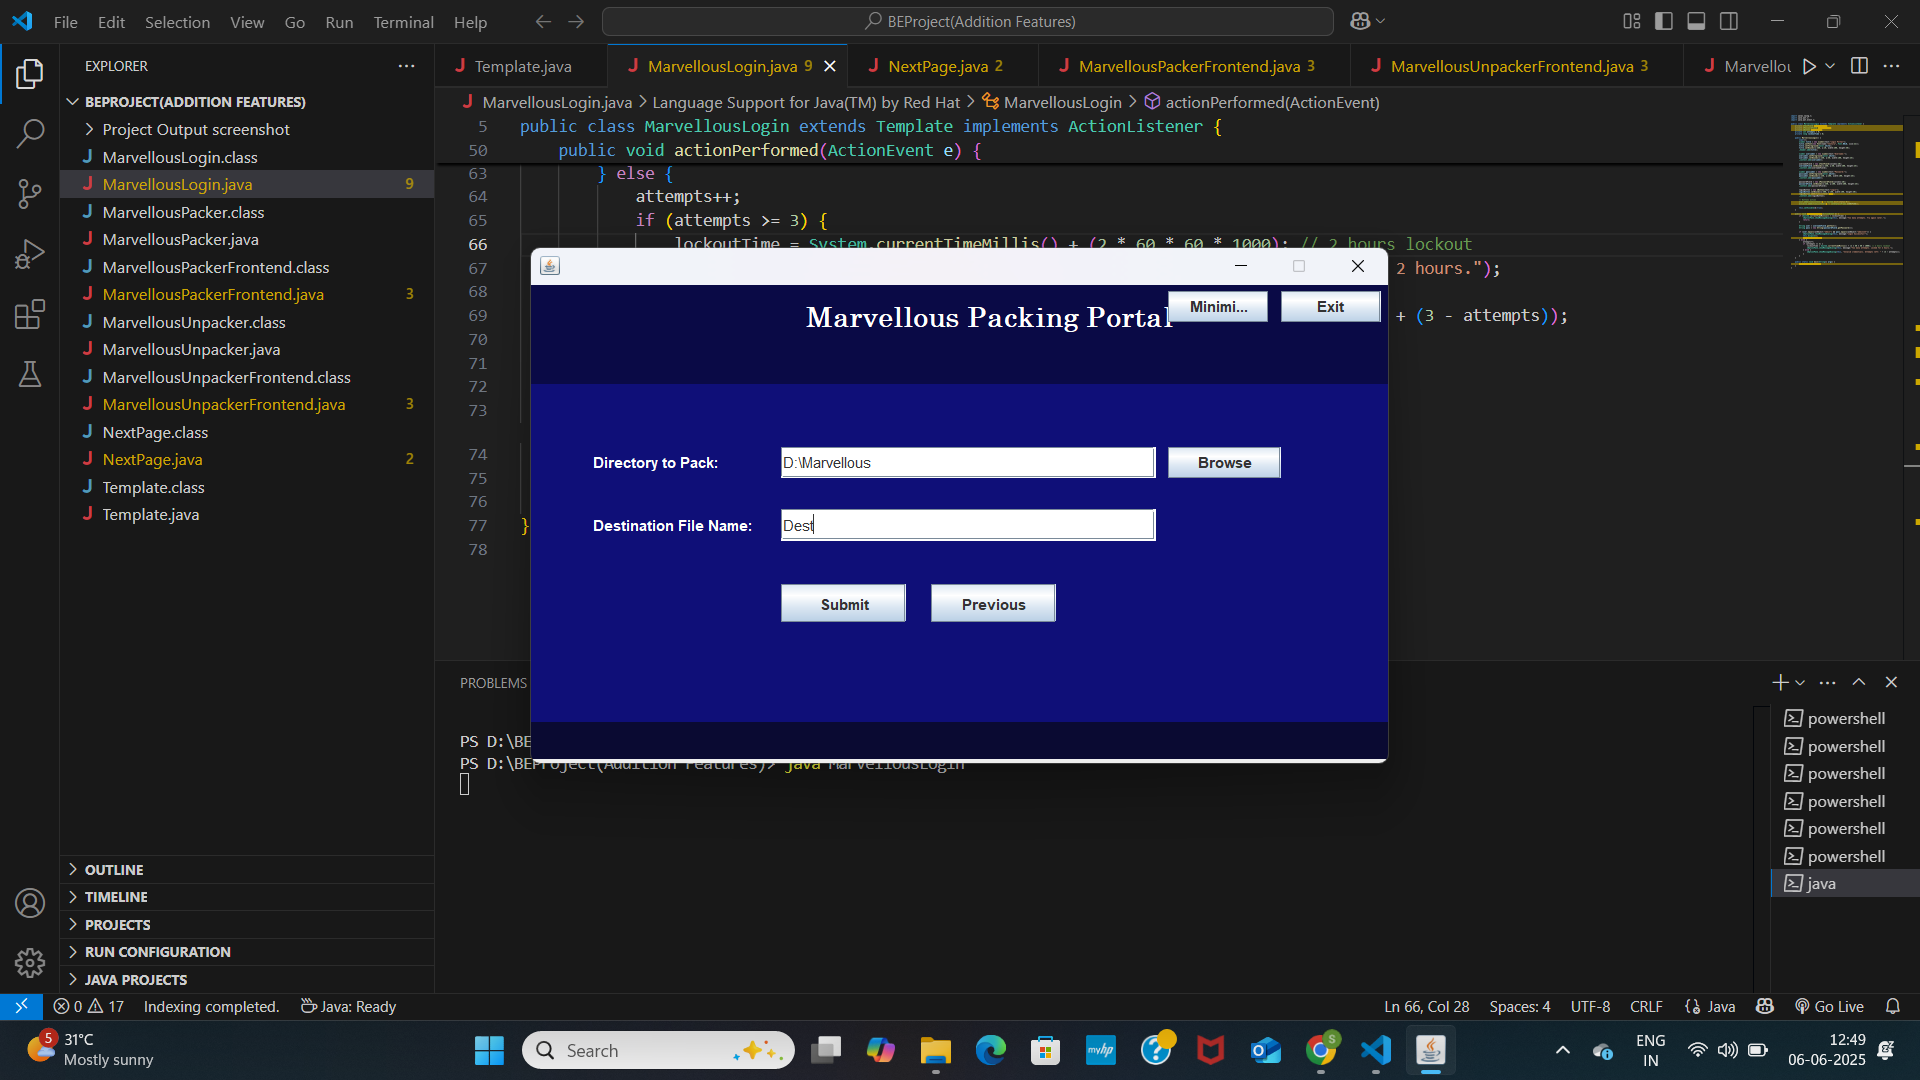 File Edit Selection View Go Run Terminal Help
BEProject(Addition Features)
EXPLORER
BEPROJECT(ADDITION FEATURES)
Project Output screenshot
MarvellousLogin.class
MarvellousLogin.java 9
MarvellousPacker.class
MarvellousPacker.java
MarvellousPackerFrontend.class
MarvellousPackerFrontend.java 3
MarvellousUnpacker.class
MarvellousUnpacker.java
MarvellousUnpackerFrontend.class
MarvellousUnpackerFrontend.java 3
NextPage.class
NextPage.java 2
Template.class
Template.java
OUTLINE
TIMELINE
PROJECTS
RUN CONFIGURATION
JAVA PROJECTS
Template.java MarvellousLogin.java 9 NextPage.java 2 MarvellousPackerFrontend.java 3 MarvellousUnpackerFrontend.java 3 Marvellou
MarvellousLogin.java > Language Support for Java(TM) by Red Hat > MarvellousLogin > actionPerformed(ActionEvent)
5 public class MarvellousLogin extends Template implements ActionListener {
50 public void actionPerformed(ActionEvent e) {
63 } else {
64 attempts++;
65 if (attempts >= 3) {
66 lockoutTime = System.currentTimeMillis() + (2 * 60 * 60 * 1000); // 2 hours lockout
67 2 hours.");
68
69 + (3 - attempts));
70
71
72
73
74
75
76
77 }
78
Marvellous Packing Portal
Minimi... Exit
Directory to Pack: D:\Marvellous Browse
Destination File Name: Dest
Submit Previous
PROBLEMS
PS D:\BE
PS D:\BEProject(Addition Features)> java MarvellousLogin
powershell
powershell
powershell
powershell
powershell
powershell
java
0 17 Indexing completed. Java: Ready
Ln 66, Col 28 Spaces: 4 UTF-8 CRLF {} Java Go Live
5 31°C
Mostly sunny
Search
myhp
S
ENG
IN
12:49
06-06-2025